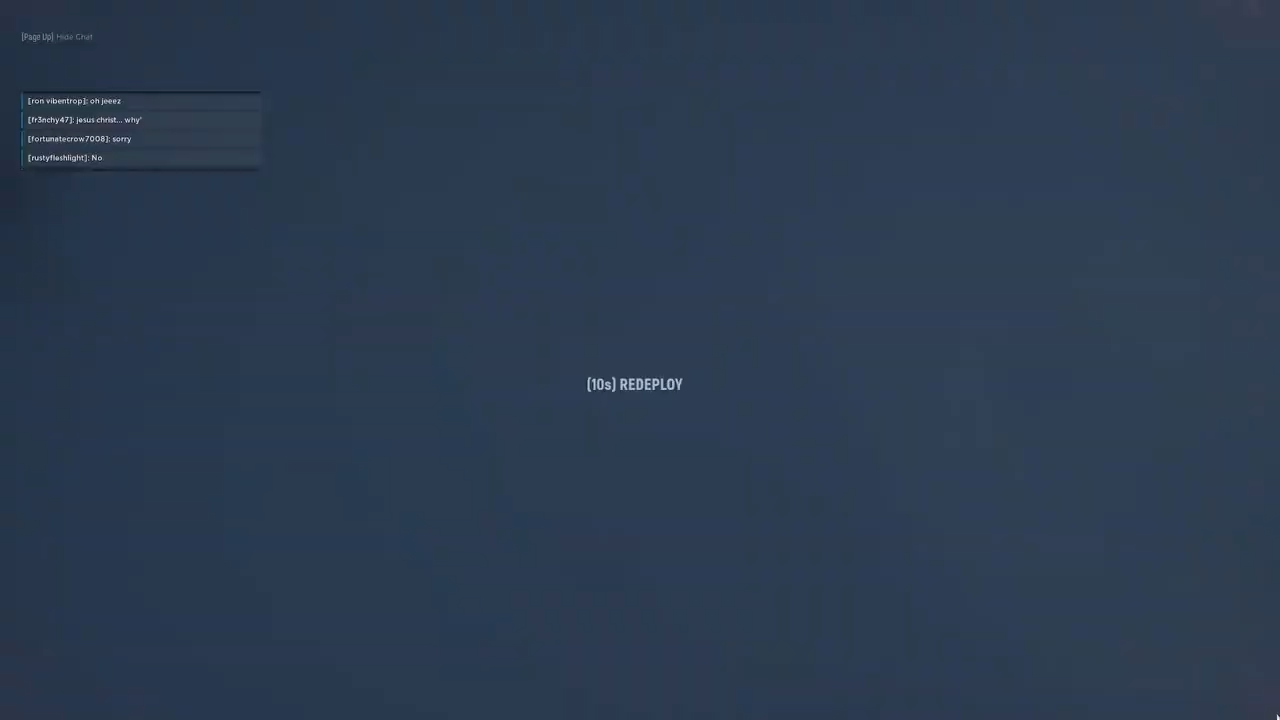 [Page Up] Hide Chat
[ron vibentrop]: oh jeeez
[fr3nchy47]: jesus christ... why'
[fortunatecrow7008]: sorry
[rustyfleshlight]: No
(10s) REDEPLOY